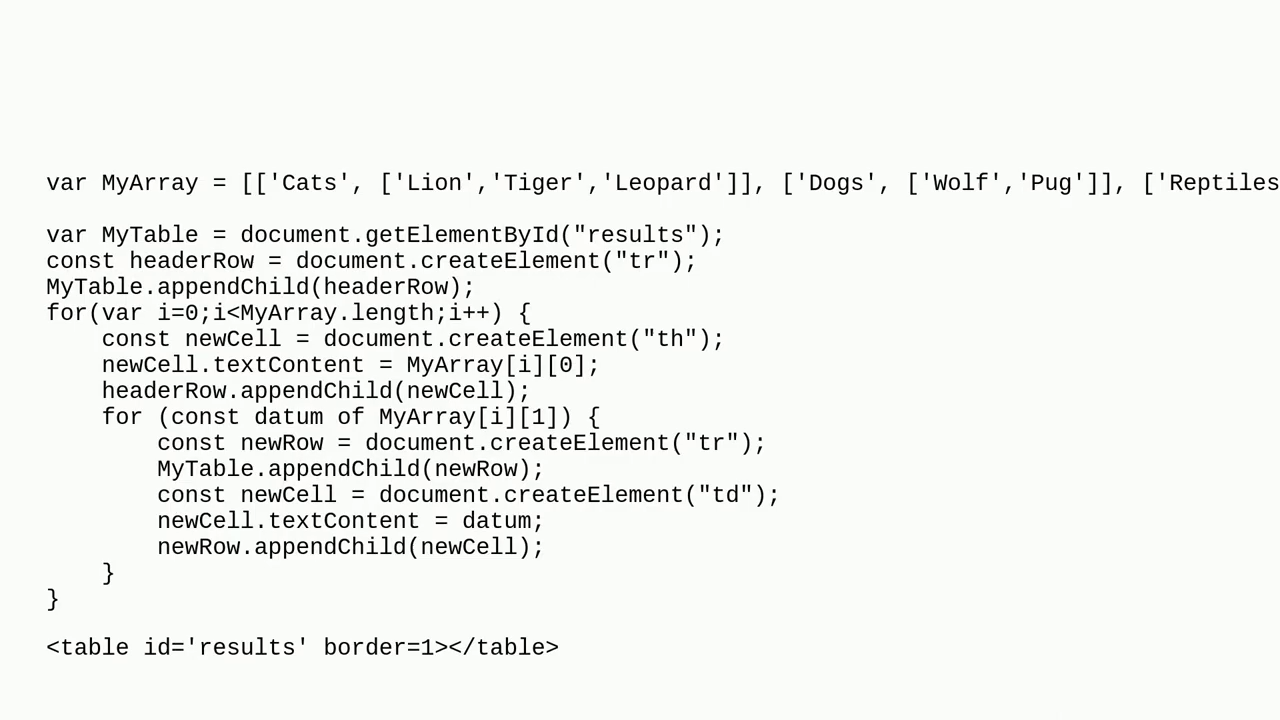 var MyArray = [['Cats', ['Lion','Tiger','Leopard']], ['Dogs', ['Wolf','Pug']], ['Reptiles
var MyTable = document.getElementById("results");
const headerRow = document.createElement("tr");
MyTable.appendChild(headerRow);
for(var i=0;i<MyArray.length;i++) {
    const newCell = document.createElement("th");
    newCell.textContent = MyArray[i][0];
    headerRow.appendChild(newCell);
    for (const datum of MyArray[i][1]) {
        const newRow = document.createElement("tr");
        MyTable.appendChild(newRow);
        const newCell = document.createElement("td");
        newCell.textContent = datum;
        newRow.appendChild(newCell);
    }
}
<table id='results' border=1></table>